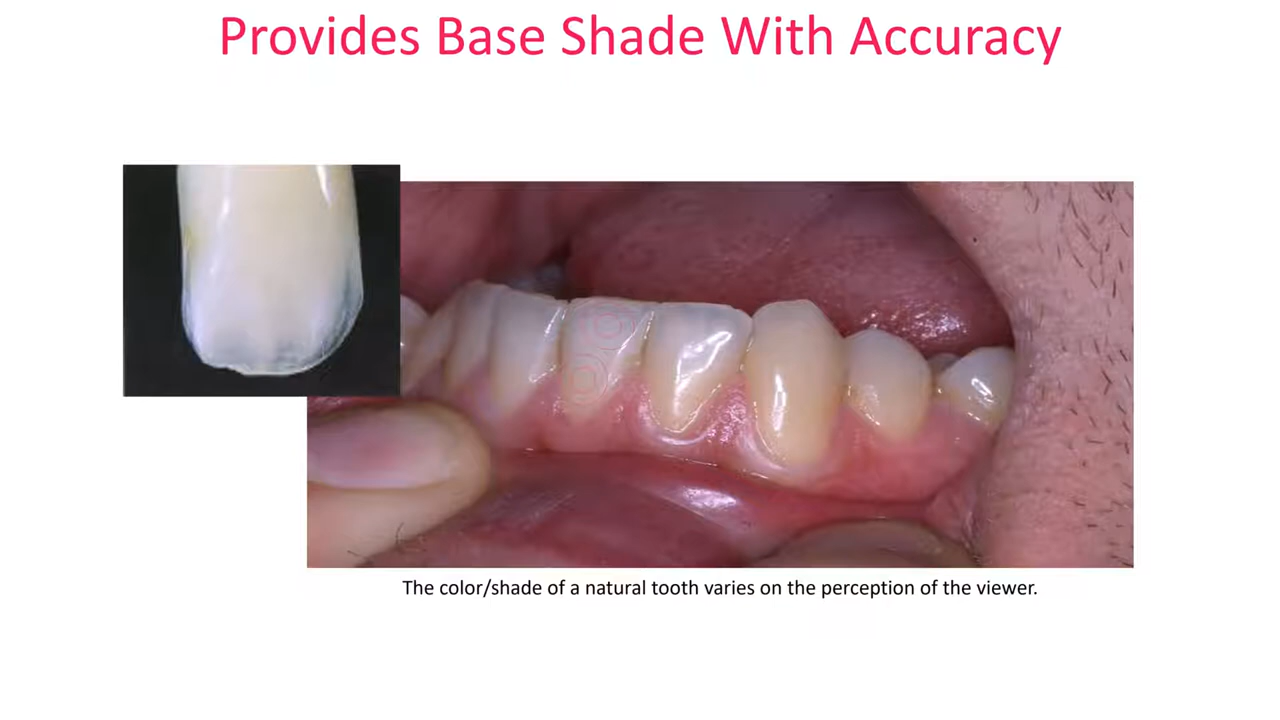 Provides Base Shade With Accuracy
The color/shade of a natural tooth varies on the perception of the viewer.